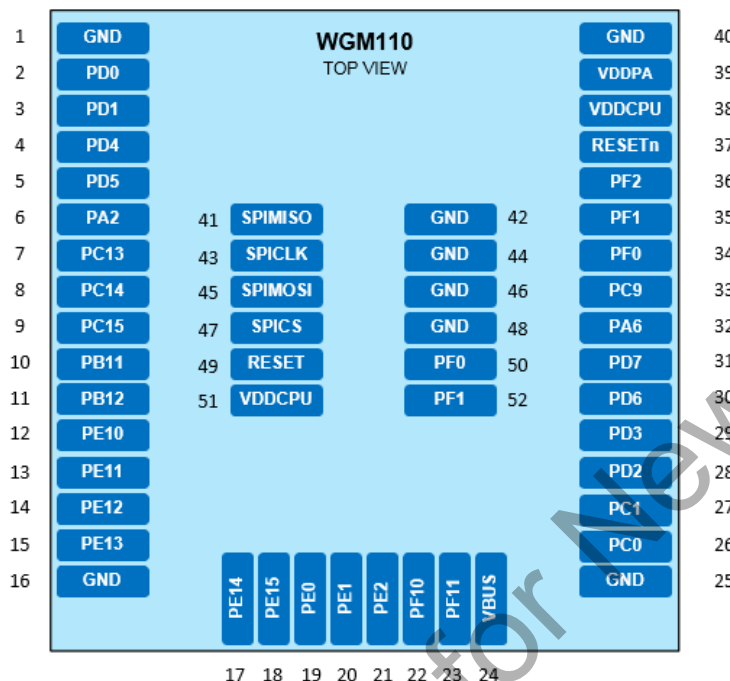 WGM110
TOP VIEW
1 GND GND 40
2 PD0 VDDPA 39
3 PD1 VDDCPU 38
4 PD4 RESETn 37
5 PD5 PF2 36
6 PA2 41 SPIMISO GND 42 PF1 35
7 PC13 43 SPICLK GND 44 PF0 34
8 PC14 45 SPIMOSI GND 46 PC9 33
9 PC15 47 SPICS GND 48 PA6 32
10 PB11 49 RESET PF0 50 PD7 31
11 PB12 51 VDDCPU PF1 52 PD6 30
12 PE10 PD3 29
13 PE11 PD2 28
14 PE12 PC1 27
15 PE13 PC0 26
16 GND GND 25
PE14 PE15 PE0 PE1 PE2 PF10 PF11 VBUS
17 18 19 20 21 22 23 24
for New